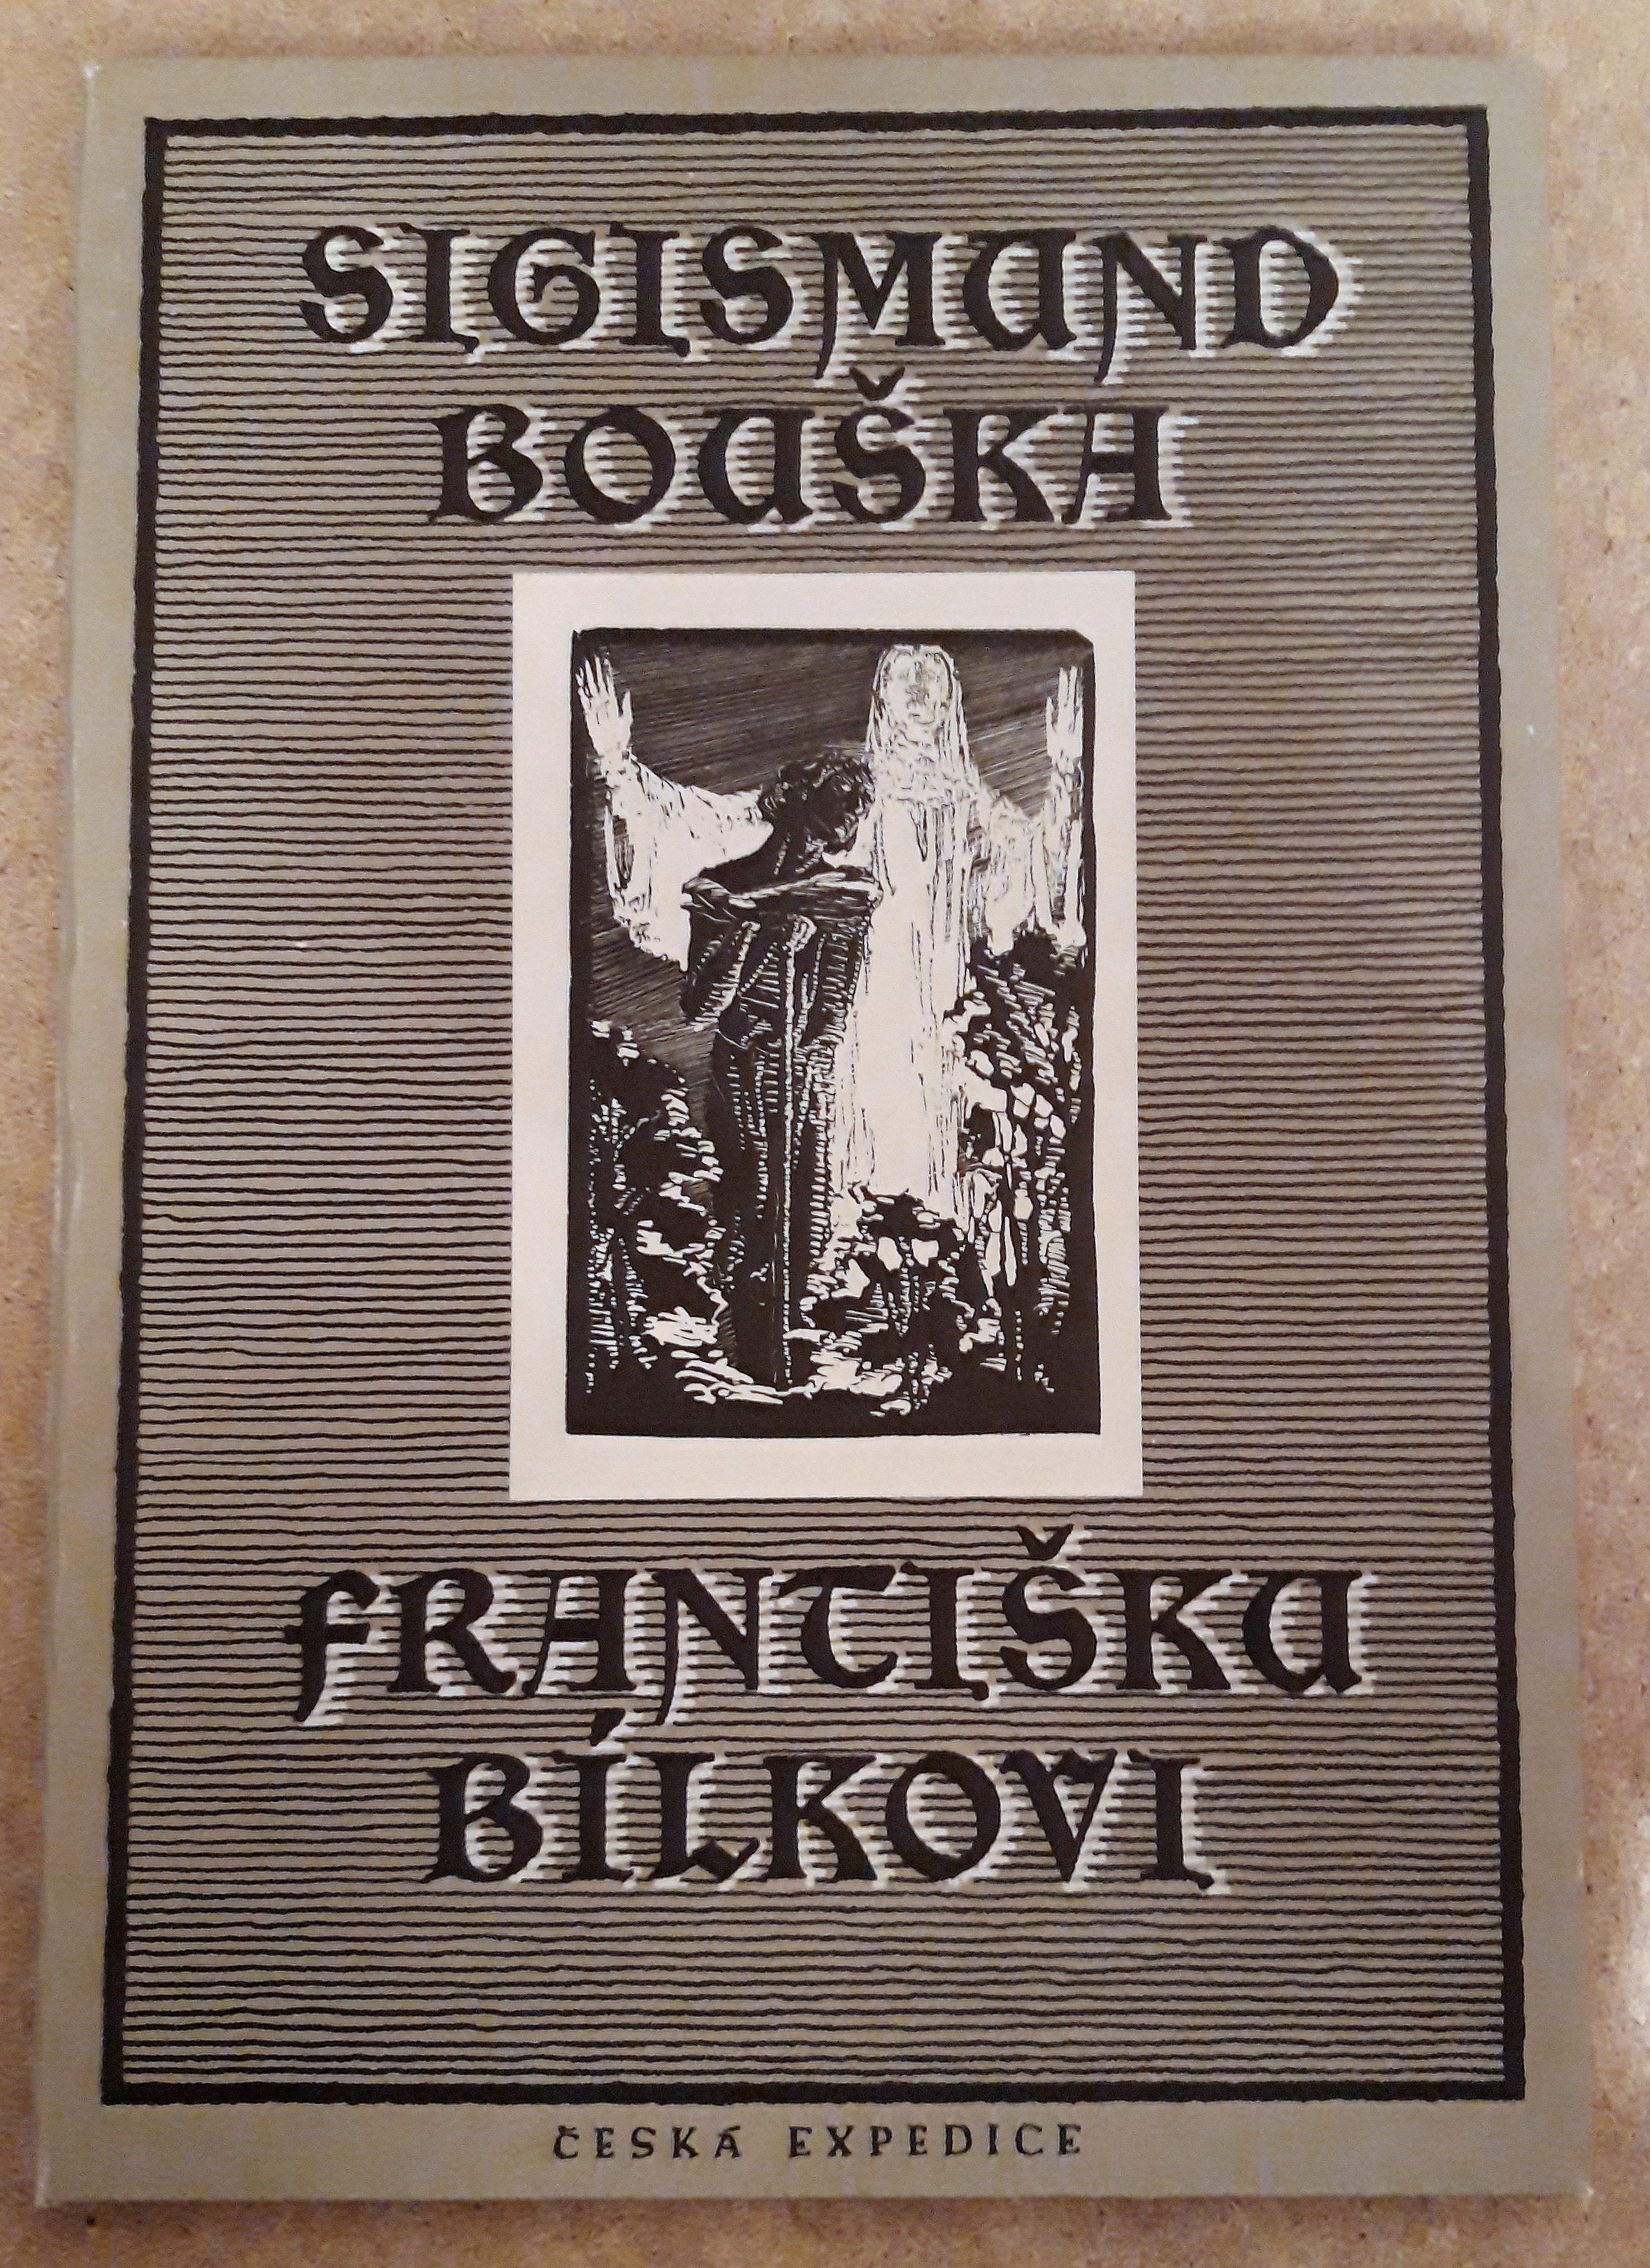 SIGISMUND
BOUŠKA
FRANTIŠKU
BÍLKOVI
ČESKÁ EXPEDICE